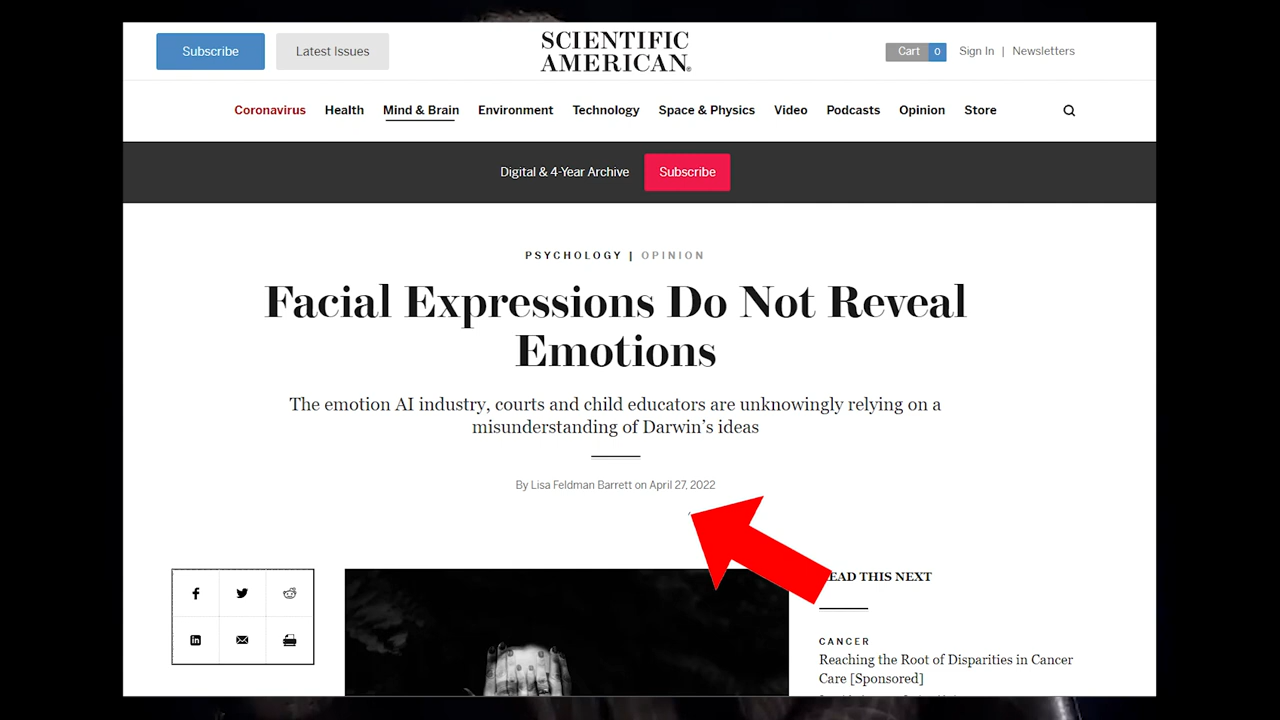 Subscribe
Latest Issues
SCIENTIFIC
AMERICAN®
Cart 0
Sign In | Newsletters
Coronavirus Health Mind & Brain Environment Technology Space & Physics Video Podcasts Opinion Store
Digital & 4-Year Archive Subscribe
PSYCHOLOGY | OPINION
Facial Expressions Do Not Reveal
Emotions
The emotion AI industry, courts and child educators are unknowingly relying on a
misunderstanding of Darwin's ideas
By Lisa Feldman Barrett on April 27, 2022
EAD THIS NEXT
CANCER
Reaching the Root of Disparities in Cancer
Care [Sponsored]